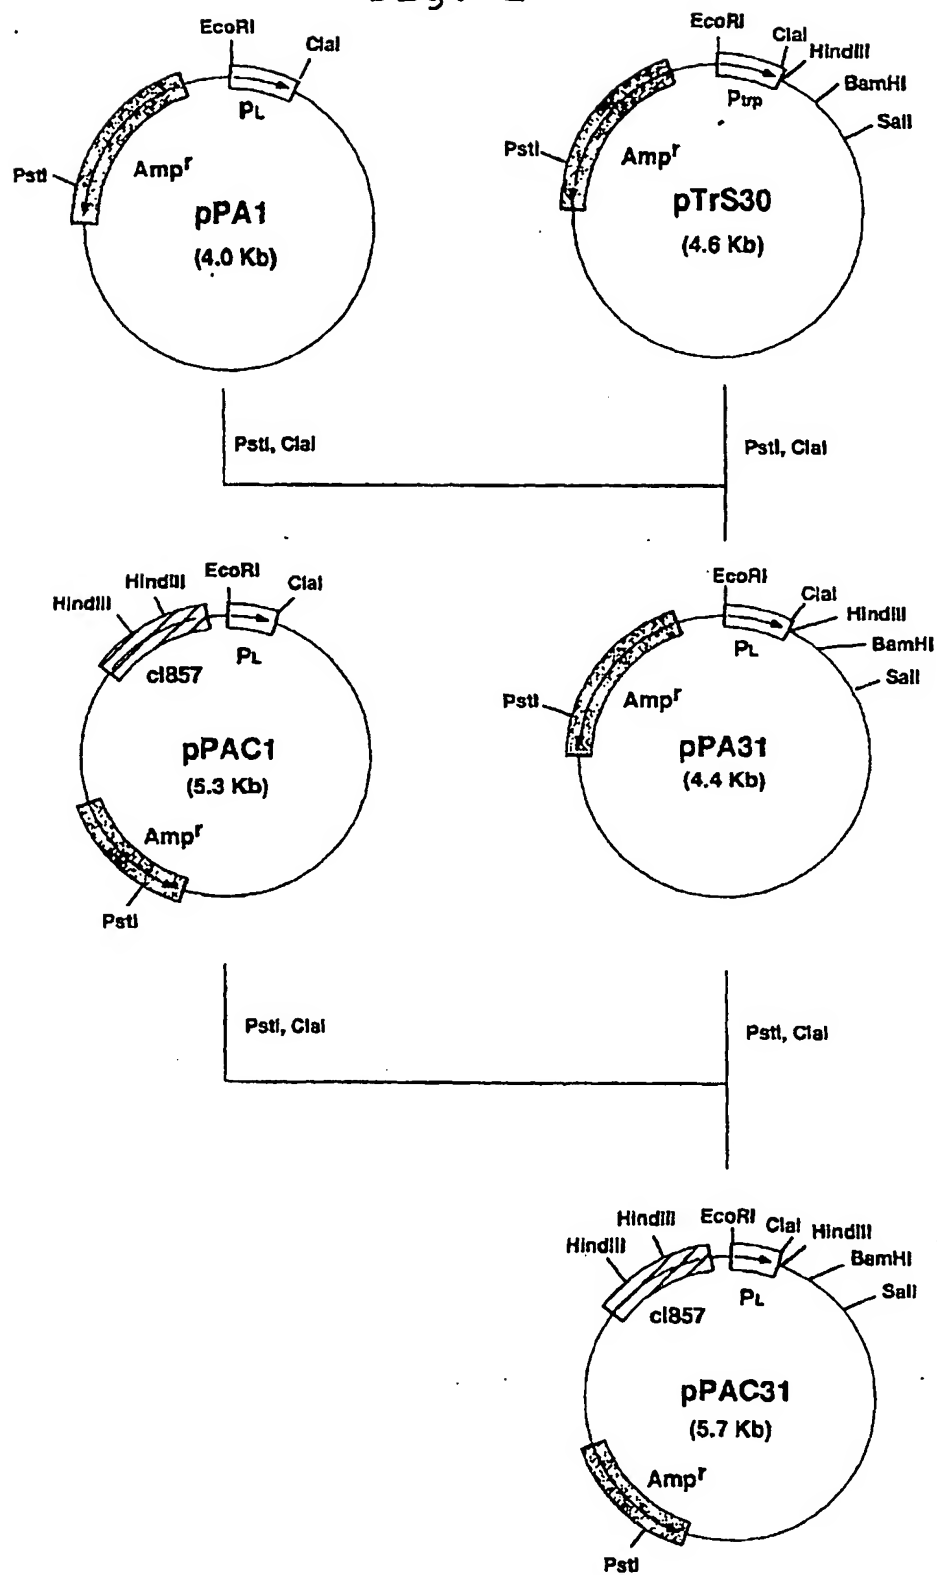 EcoRI
ClaI
PL
PstI
Ampr
pPA1
(4.0 Kb)
EcoRI
ClaI
HindIII
BamHI
SalI
Ptrp
PstI
Ampr
pTrS30
(4.6 Kb)
PstI, ClaI
PstI, ClaI
HindIII
HindIII
EcoRI
ClaI
PL
cI857
pPAC1
(5.3 Kb)
Ampr
PstI
EcoRI
ClaI
HindIII
BamHI
SalI
PL
PstI
Ampr
pPA31
(4.4 Kb)
PstI, ClaI
PstI, ClaI
HindIII
HindIII
EcoRI
ClaI
HindIII
BamHI
SalI
PL
cI857
pPAC31
(5.7 Kb)
Ampr
PstI